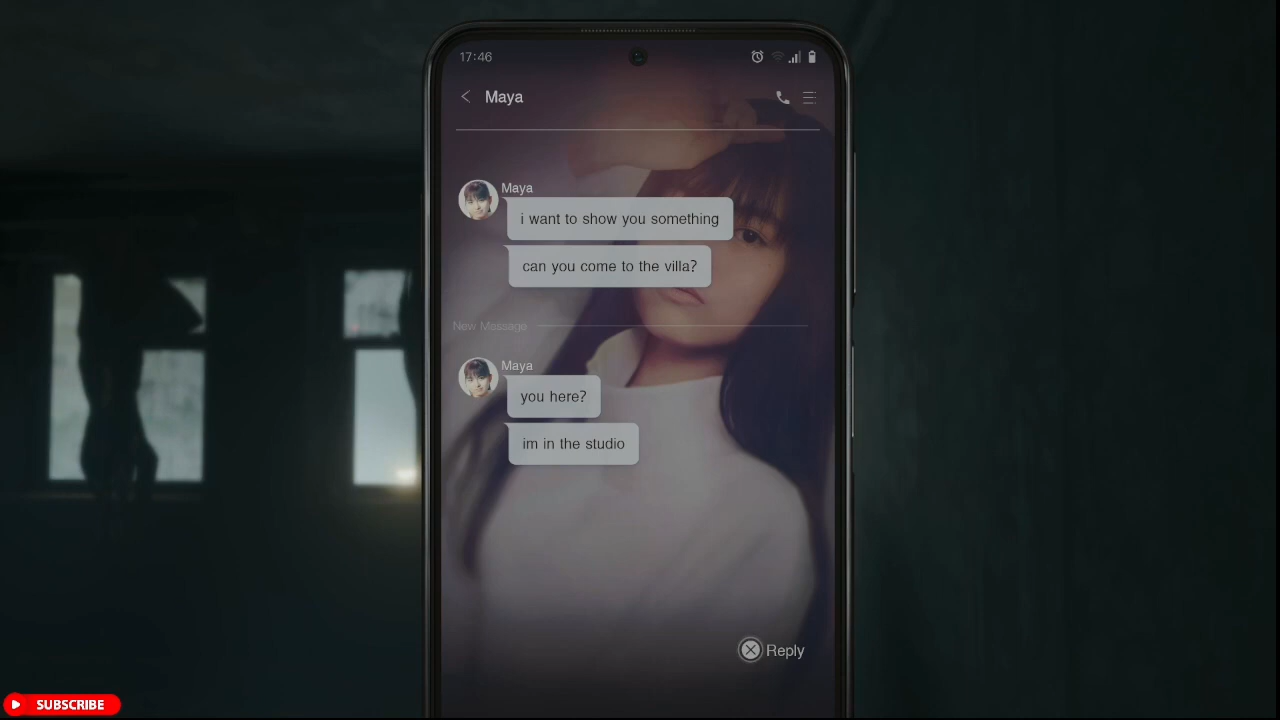 17:46
Maya
Maya
i want to show you something
can you come to the villa?
New Message
Maya
you here?
im in the studio
Reply
SUBSCRIBE